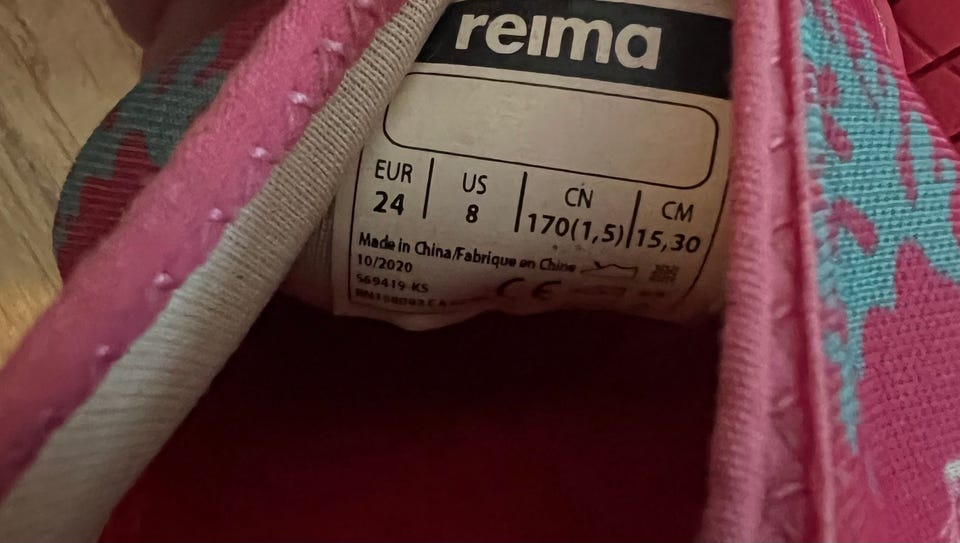 reima
EUR US CN CM
24 8 170(1,5) 15,30
Made in China/Fabrique en Chine
10/2020
569419-KS
CE